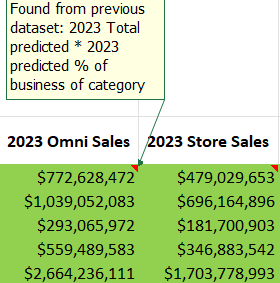 Found from previous
dataset: 2023 Total
predicted * 2023
predicted % of
business of category
2023 Omni Sales 2023 Store Sales
$772,628,472 $479,029,653
$1,039,052,083 $696,164,896
$293,065,972 $181,700,903
$559,489,583 $346,883,542
$2,664,236,111 $1,703,778,993